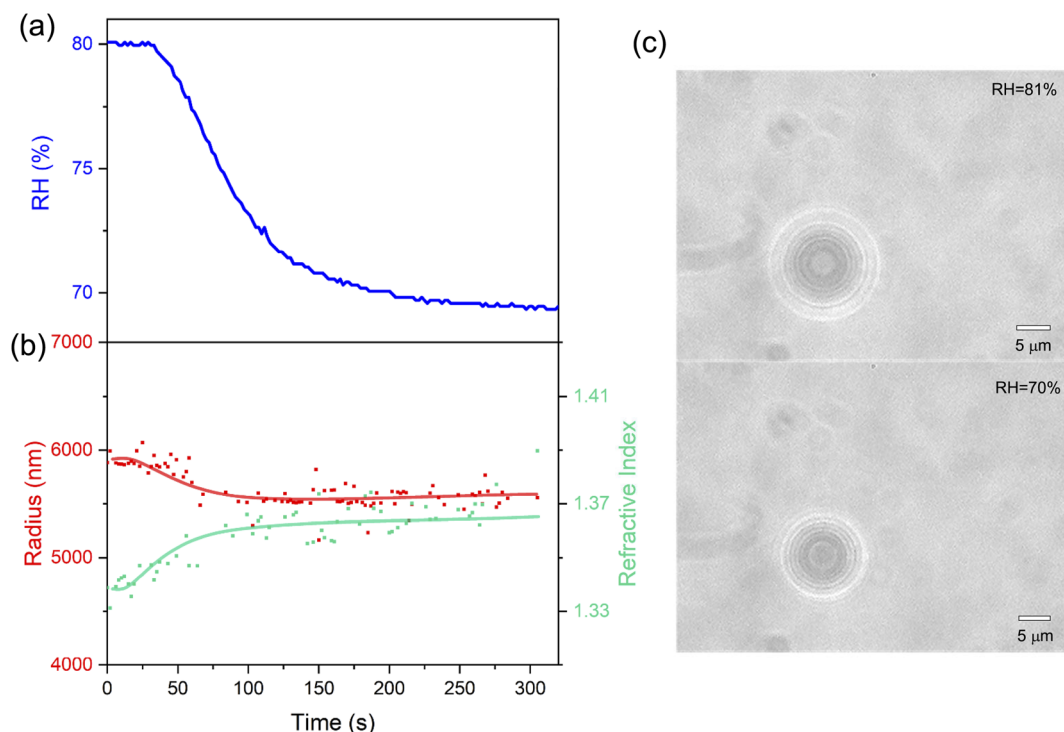 (a)
80
75
70
RH (%)
7000
(b)
6000
5000
4000
Radius (nm)
1.41
1.37
1.33
Refractive Index
0
50
100
150
200
250
300
Time (s)
(c)
RH=81%
5 μm
RH=70%
5 μm